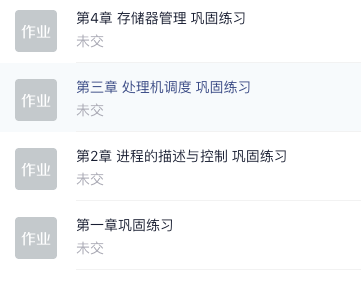 作业
第4章 存储器管理 巩固练习
未交
作业
第三章 处理机调度 巩固练习
未交
作业
第2章 进程的描述与控制 巩固练习
未交
作业
第一章巩固练习
未交